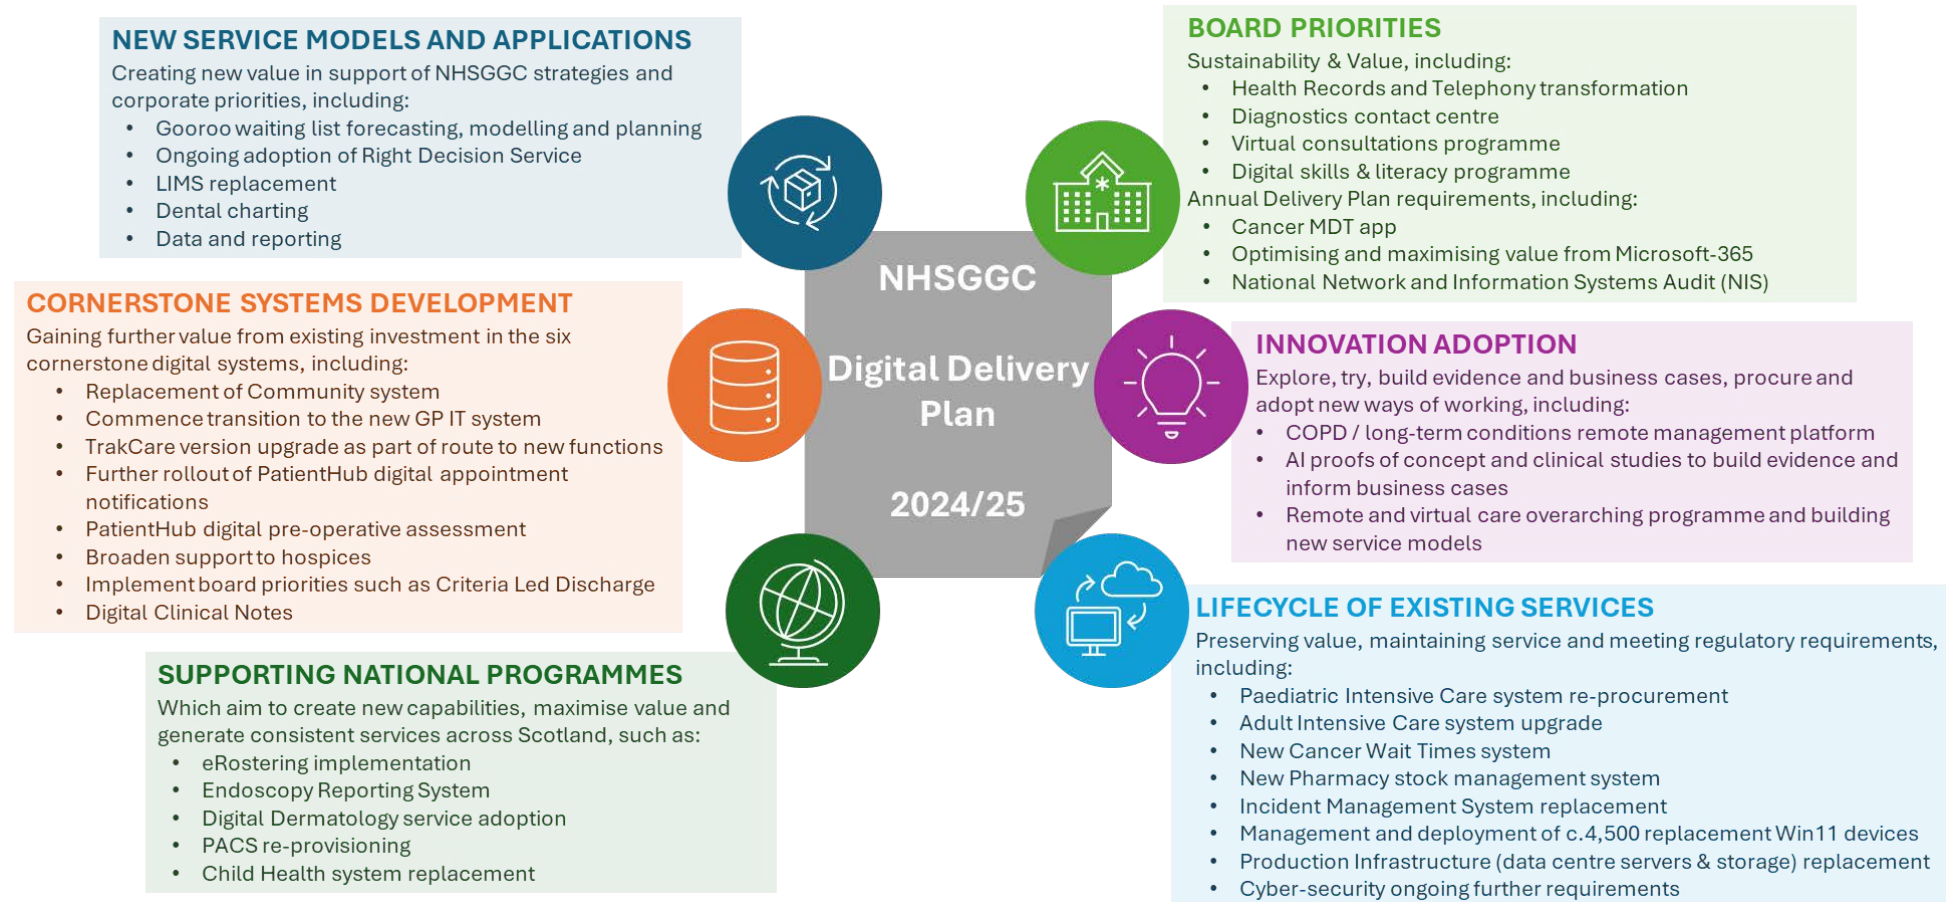 NEW SERVICE MODELS AND APPLICATIONS
Creating new value in support of NHSGGC strategies and
corporate priorities, including:
• Gooroo waiting list forecasting, modelling and planning
• Ongoing adoption of Right Decision Service
• LIMS replacement
• Dental charting
• Data and reporting
CORNERSTONE SYSTEMS DEVELOPMENT
Gaining further value from existing investment in the six
cornerstone digital systems, including:
• Replacement of Community system
• Commence transition to the new GP IT system
• TrakCare version upgrade as part of route to new functions
• Further rollout of PatientHub digital appointment
notifications
• PatientHub digital pre-operative assessment
• Broaden support to hospices
• Implement board priorities such as Criteria Led Discharge
• Digital Clinical Notes
SUPPORTING NATIONAL PROGRAMMES
Which aim to create new capabilities, maximise value and
generate consistent services across Scotland, such as:
• eRostering implementation
• Endoscopy Reporting System
• Digital Dermatology service adoption
• PACS re-provisioning
• Child Health system replacement
NHSGGC
Digital Delivery
Plan
2024/25
BOARD PRIORITIES
Sustainability & Value, including:
• Health Records and Telephony transformation
• Diagnostics contact centre
• Virtual consultations programme
• Digital skills & literacy programme
Annual Delivery Plan requirements, including:
• Cancer MDT app
• Optimising and maximising value from Microsoft-365
• National Network and Information Systems Audit (NIS)
INNOVATION ADOPTION
Explore, try, build evidence and business cases, procure and
adopt new ways of working, including:
• COPD / long-term conditions remote management platform
• AI proofs of concept and clinical studies to build evidence and
inform business cases
• Remote and virtual care overarching programme and building
new service models
LIFECYCLE OF EXISTING SERVICES
Preserving value, maintaining service and meeting regulatory requirements,
including:
• Paediatric Intensive Care system re-procurement
• Adult Intensive Care system upgrade
• New Cancer Wait Times system
• New Pharmacy stock management system
• Incident Management System replacement
• Management and deployment of c.4,500 replacement Win11 devices
• Production Infrastructure (data centre servers & storage) replacement
• Cyber-security ongoing further requirements